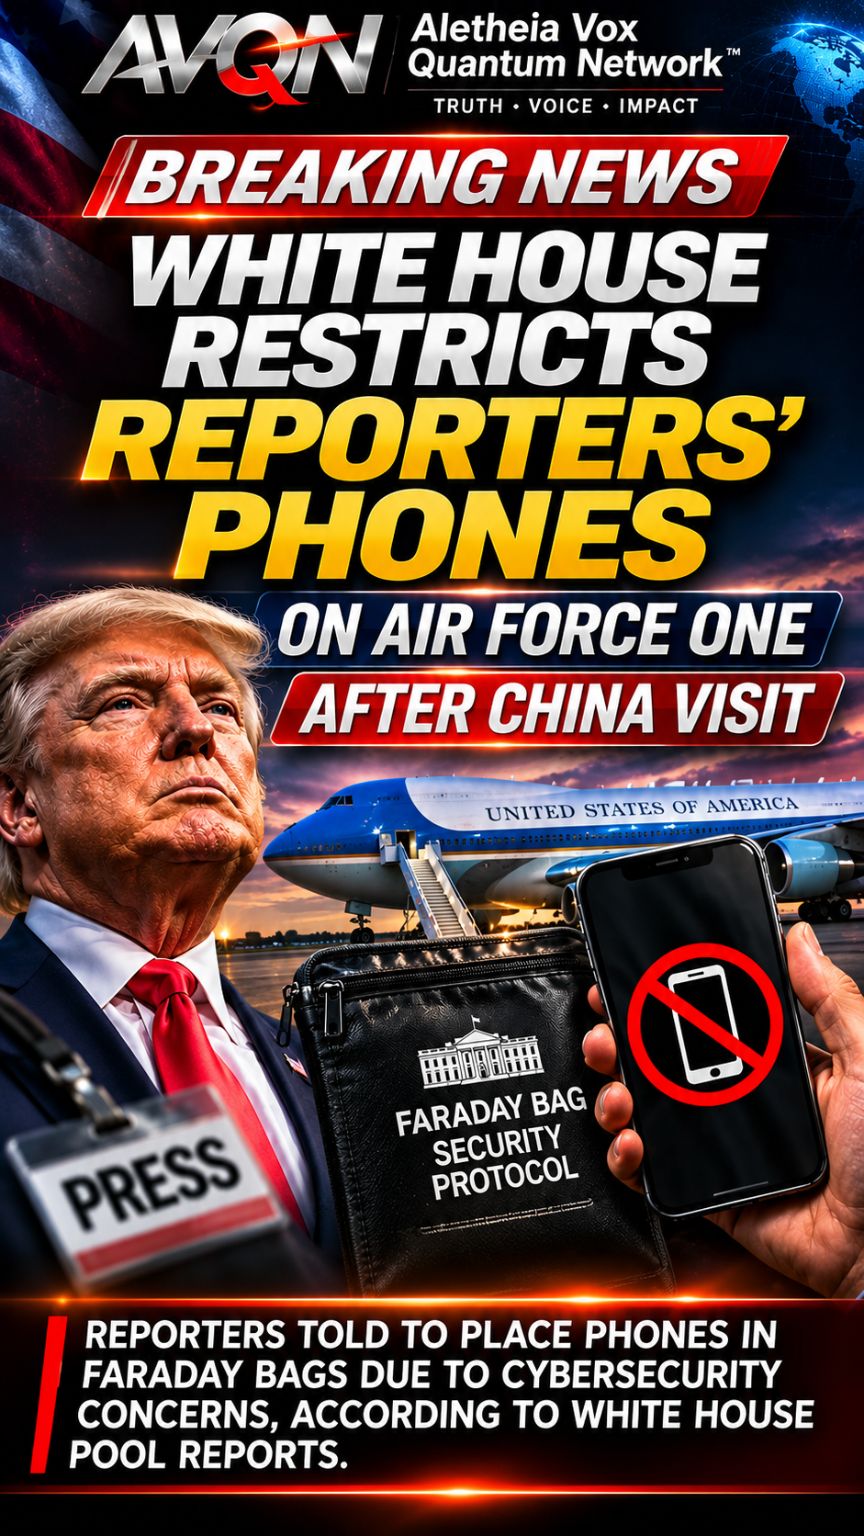 AVQN
Aletheia Vox
Quantum Network™
TRUTH • VOICE • IMPACT
BREAKING NEWS
WHITE HOUSE
RESTRICTS
REPORTERS'
PHONES
ON AIR FORCE ONE
AFTER CHINA VISIT
UNITED STATES OF AMERICA
FARADAY BAG
SECURITY
PROTOCOL
PRESS
REPORTERS TOLD TO PLACE PHONES IN
FARADAY BAGS DUE TO CYBERSECURITY
CONCERNS, ACCORDING TO WHITE HOUSE
POOL REPORTS.